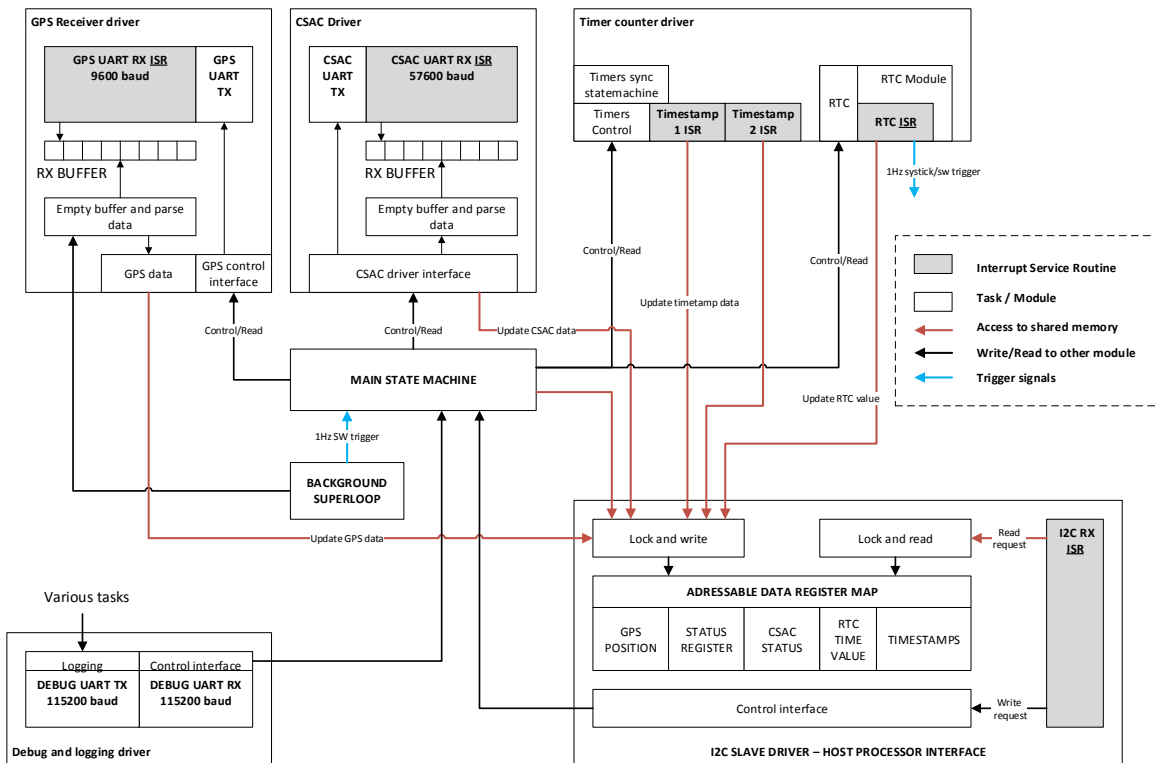 GPS Receiver driver
GPS UART RX ISR
9600 baud
GPS
UART
TX
RX BUFFER
Empty buffer and parse
data
GPS data
GPS control
interface
CSAC Driver
CSAC
UART
TX
CSAC UART RX ISR
57600 baud
RX BUFFER
Empty buffer and parse
data
CSAC driver interface
Timer counter driver
Timers sync
statemachine
Timers
Control
Timestamp
1 ISR
Timestamp
2 ISR
RTC
RTC Module
RTC ISR
1Hz systick/sw trigger
Control/Read
Control/Read
Control/Read
Control/Read
Update timestamp data
Update CSAC data
Update RTC value
Interrupt Service Routine
Task / Module
Access to shared memory
Write/Read to other module
Trigger signals
MAIN STATE MACHINE
1Hz SW trigger
BACKGROUND
SUPERLOOP
Update GPS data
Lock and write
Lock and read
Read
request
I2C RX
ISR
ADRESSABLE DATA REGISTER MAP
GPS
POSITION
STATUS
REGISTER
CSAC
STATUS
RTC
TIME
VALUE
TIMESTAMPS
Control interface
Write
request
I2C SLAVE DRIVER – HOST PROCESSOR INTERFACE
Various tasks
Logging
Control interface
DEBUG UART TX
115200 baud
DEBUG UART RX
115200 baud
Debug and logging driver